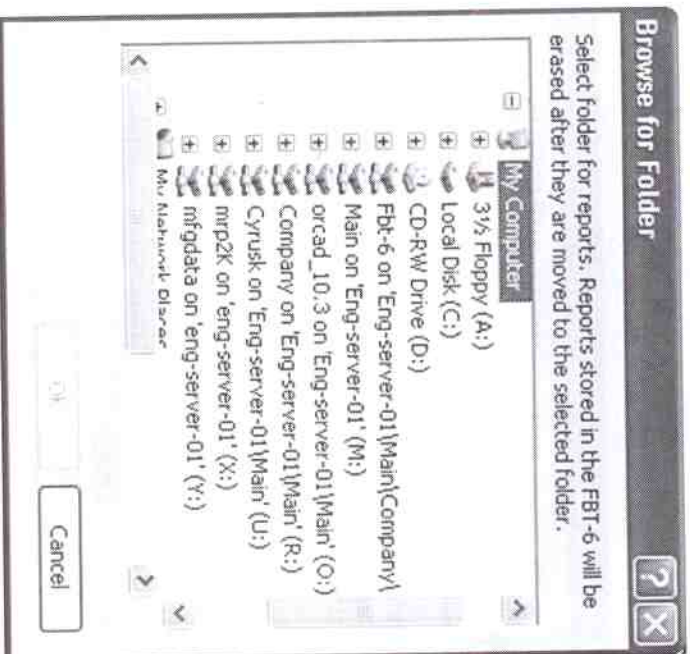 Browse for Folder
Select folder for reports. Reports stored in the FBT-6 will be
erased after they are moved to the selected folder.
My Computer
3½ Floppy (A:)
Local Disk (C:)
CD-RW Drive (D:)
Fbt-6 on 'Eng-server-01\Main\Company\
Main on 'Eng-server-01' (M:)
orcad_10.3 on 'Eng-server-01\Main' (O:)
Company on 'Eng-server-01\Main' (R:)
Cyrusk on 'Eng-server-01\Main' (U:)
mrp2K on 'eng-server-01' (X:)
mfgdata on 'eng-server-01' (Y:)
My Network Places
OK
Cancel